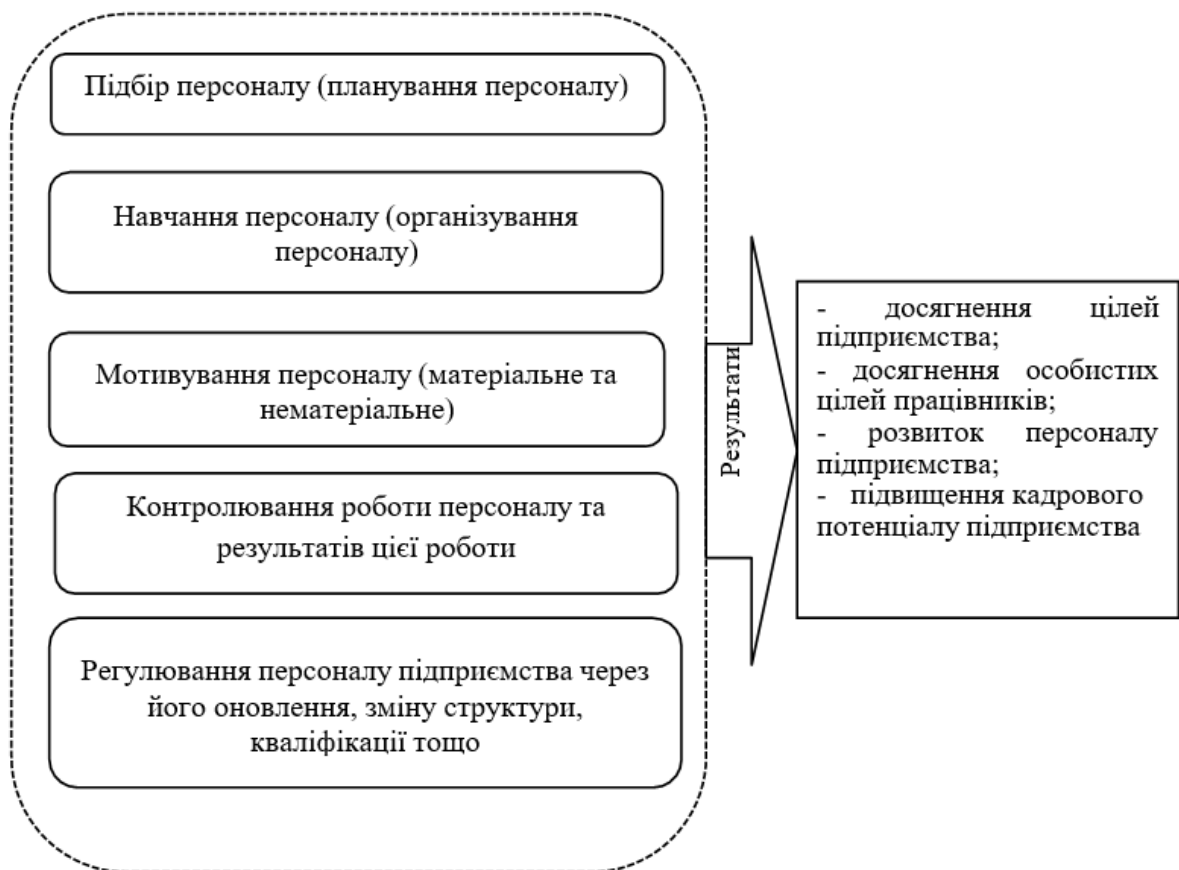 Підбір персоналу (планування персоналу)
Навчання персоналу (організування
персоналу)
Мотивування персоналу (матеріальне та
нематеріальне)
Контролювання роботи персоналу та
результатів цієї роботи
Регулювання персоналу підприємства через
його оновлення, зміну структури,
кваліфікації тощо
Результати
- досягнення цілей
підприємства;
- досягнення особистих
цілей працівників;
- розвиток персоналу
підприємства;
- підвищення кадрового
потенціалу підприємства